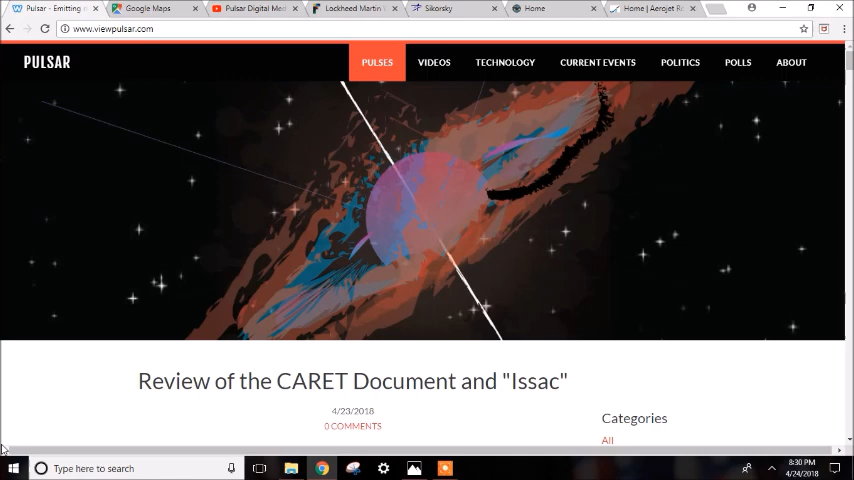 Pulsar - Emitting n
Google Maps
Pulsar Digital Med
Lockheed Martin
Sikorsky
Home
Home | Aerojet R
www.viewpulsar.com
PULSAR
PULSES
VIDEOS
TECHNOLOGY
CURRENT EVENTS
POLITICS
POLLS
ABOUT
Review of the CARET Document and "Issac"
4/23/2018
0 COMMENTS
Categories
All
Type here to search
8:30 PM
4/24/2018